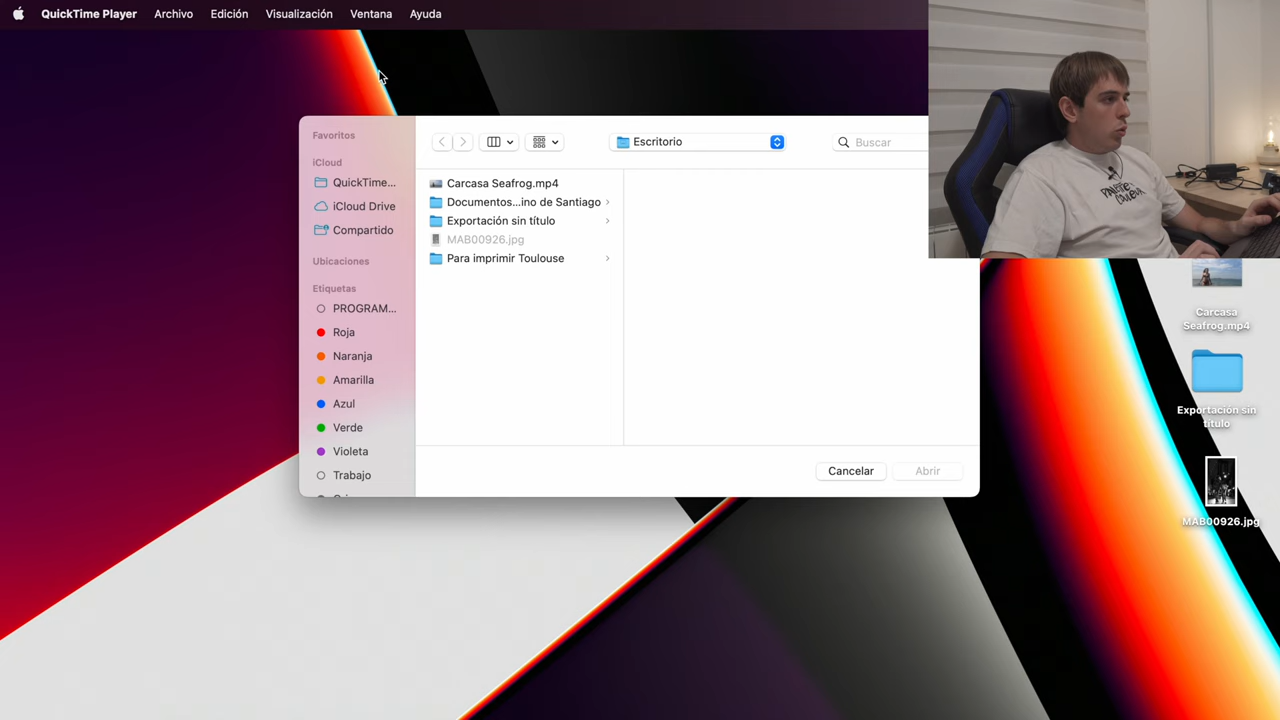 QuickTime Player Archivo Edición Visualización Ventana Ayuda
Favoritos
iCloud
QuickTime...
iCloud Drive
Compartido
Ubicaciones
Etiquetas
PROGRAM...
Roja
Naranja
Amarilla
Azul
Verde
Violeta
Trabajo
Escritorio
Buscar
Carcasa Seafrog.mp4
Documentos...ino de Santiago
Exportación sin título
MAB00926.jpg
Para imprimir Toulouse
Cancelar
Abrir
Carcasa
Seafrog.mp4
Exportación sin
título
MAB00926.jpg